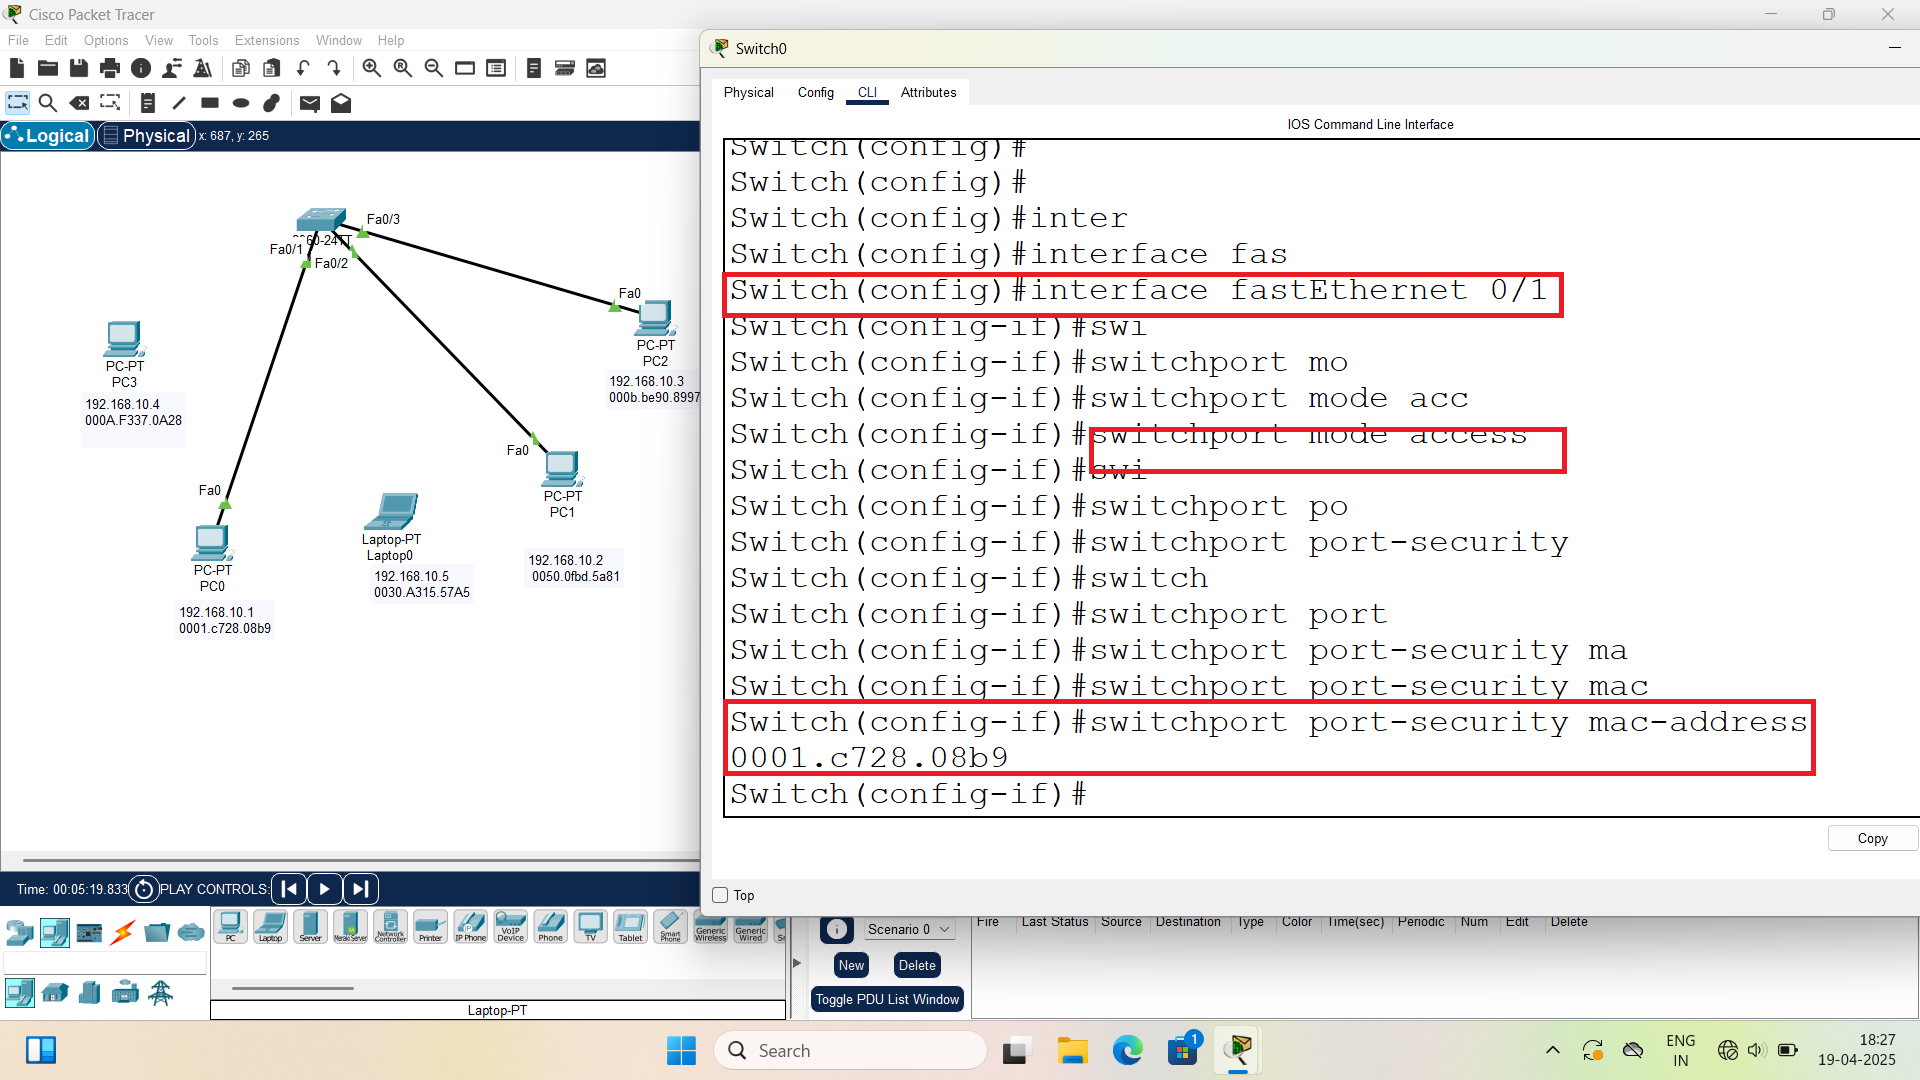 Cisco Packet Tracer
File Edit Options View Tools Extensions Window Help
Logical Physical x: 687, y: 265
Fa0/3
Fa0/1
Fa0/2
Fa0
PC-PT
PC2
192.168.10.3
000b.be90.8997
PC-PT
PC3
192.168.10.4
000A.F337.0A28
Fa0
PC-PT
PC1
192.168.10.2
0050.0fbd.5a81
Fa0
PC-PT
PC0
192.168.10.1
0001.c728.08b9
Laptop-PT
Laptop0
192.168.10.5
0030.A315.57A5
Switch0
Physical Config CLI Attributes
IOS Command Line Interface
Switch(config)#
Switch(config)#
Switch(config)#inter
Switch(config)#interface fas
Switch(config)#interface fastEthernet 0/1
Switch(config-if)#swi
Switch(config-if)#switchport mo
Switch(config-if)#switchport mode acc
Switch(config-if)#switchport mode access
Switch(config-if)#swi
Switch(config-if)#switchport po
Switch(config-if)#switchport port-security
Switch(config-if)#switch
Switch(config-if)#switchport port
Switch(config-if)#switchport port-security ma
Switch(config-if)#switchport port-security mac
Switch(config-if)#switchport port-security mac-address
0001.c728.08b9
Switch(config-if)#
Copy
Top
Time: 00:05:19.833 PLAY CONTROLS:
PC Laptop Server MerakiServer Network Controller Printer IP Phone VoIP Device Phone TV Tablet Smart Phone Generic Wireless Generic Wired
Laptop-PT
Scenario 0
New Delete
Toggle PDU List Window
Fire Last Status Source Destination Type Color Time(sec) Periodic Num Edit Delete
Search
1
ENG
IN
18:27
19-04-2025